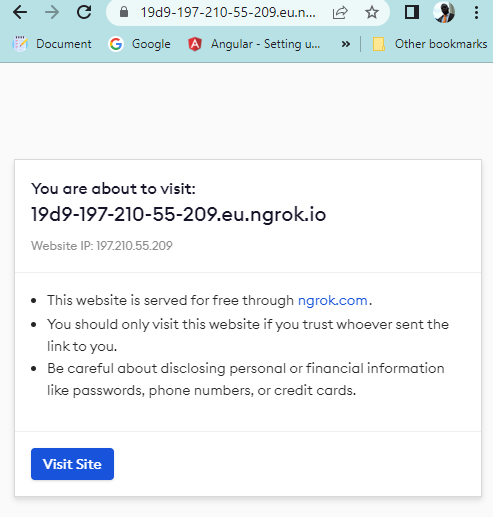 19d9-197-210-55-209.eu.n...
Document Google Angular - Setting u... » Other bookmarks
You are about to visit:
19d9-197-210-55-209.eu.ngrok.io
Website IP: 197.210.55.209
• This website is served for free through ngrok.com.
• You should only visit this website if you trust whoever sent the
link to you.
• Be careful about disclosing personal or financial information
like passwords, phone numbers, or credit cards.
Visit Site